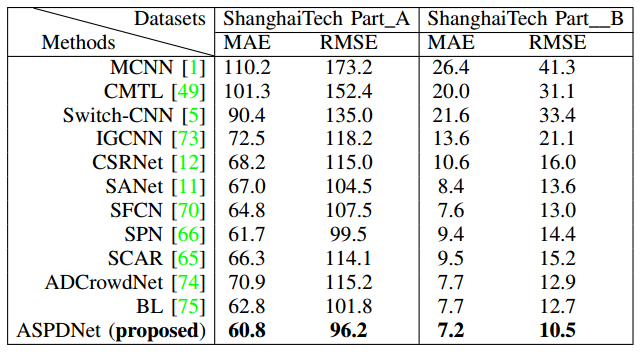 Datasets ShanghaiTech Part_A ShanghaiTech Part__B
Methods MAE RMSE MAE RMSE
MCNN [1] 110.2 173.2 26.4 41.3
CMTL [49] 101.3 152.4 20.0 31.1
Switch-CNN [5] 90.4 135.0 21.6 33.4
IGCNN [73] 72.5 118.2 13.6 21.1
CSRNet [12] 68.2 115.0 10.6 16.0
SANet [11] 67.0 104.5 8.4 13.6
SFCN [70] 64.8 107.5 7.6 13.0
SPN [66] 61.7 99.5 9.4 14.4
SCAR [65] 66.3 114.1 9.5 15.2
ADCrowdNet [74] 70.9 115.2 7.7 12.9
BL [75] 62.8 101.8 7.7 12.7
ASPDNet (proposed) 60.8 96.2 7.2 10.5